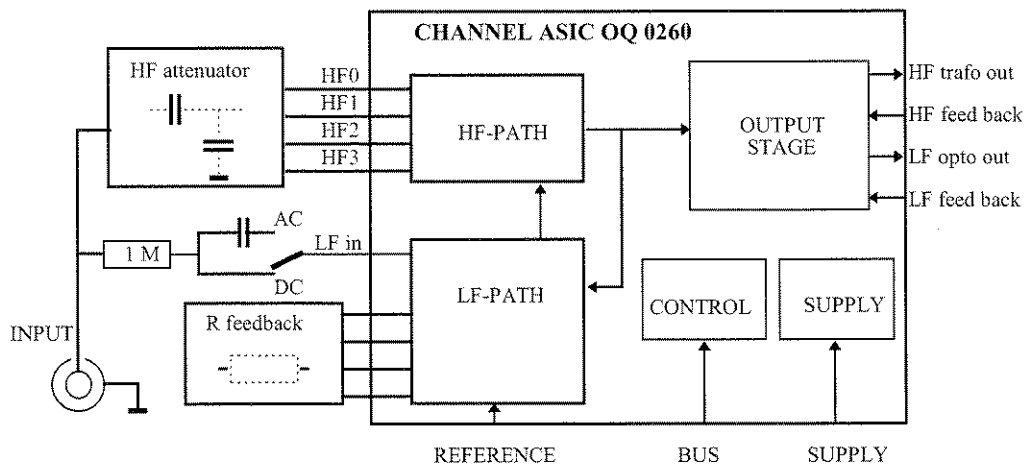 CHANNEL ASIC OQ 0260
HF attenuator
HF0
HF1
HF2
HF3
HF-PATH
OUTPUT
STAGE
HF trafo out
HF feed back
LF opto out
LF feed back
1 M
AC
DC
LF in
LF-PATH
R feedback
INPUT
CONTROL
SUPPLY
REFERENCE
BUS
SUPPLY